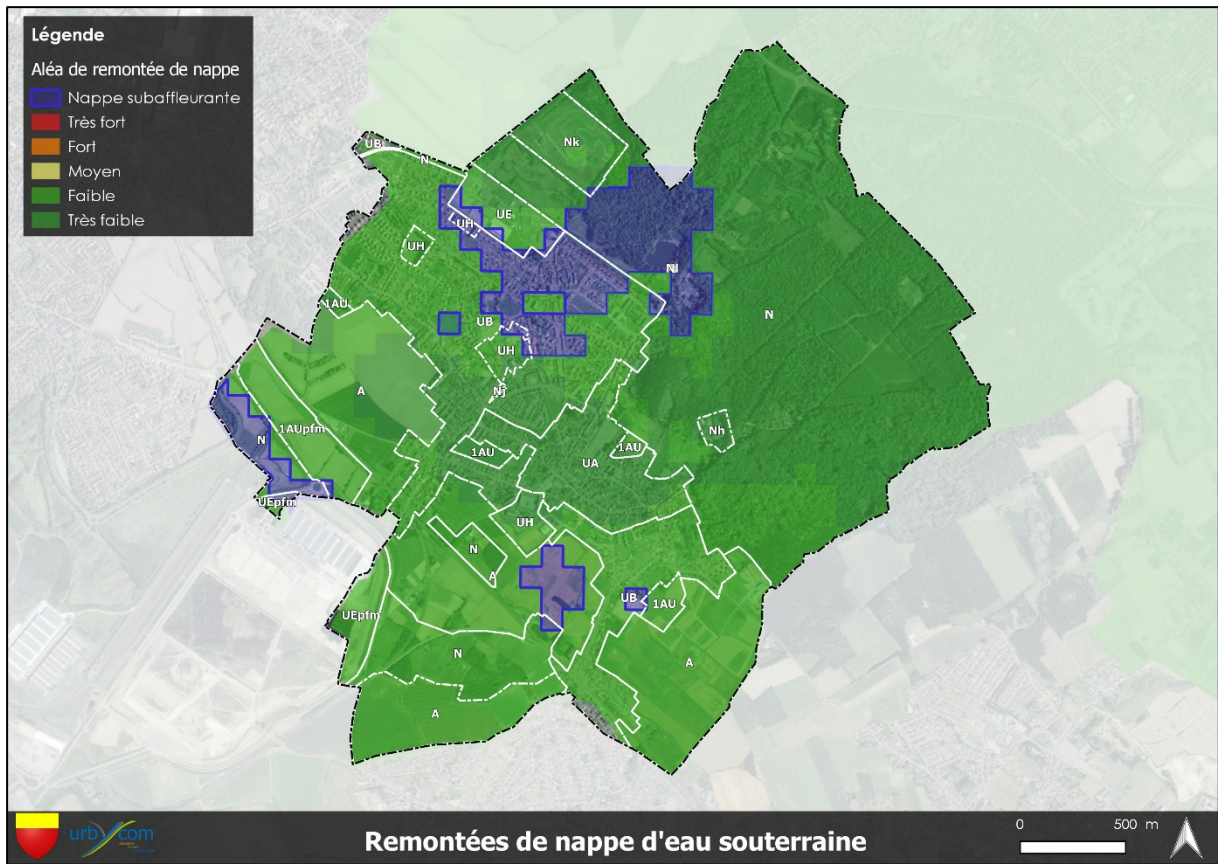 Légende
Aléa de remontée de nappe
Nappe subaffleurante
Très fort
Fort
Moyen
Faible
Très faible
Nk
UB
N
UE
UH
UH
Nl
1AU
UB
N
UH
A
Nj
1AUpfm
Nh
N
1AU
1AU
UA
UEpfm
UH
N
A
UB
1AU
UEpfm
N
A
A
urbycom
Remontées de nappe d'eau souterraine
0 500 m